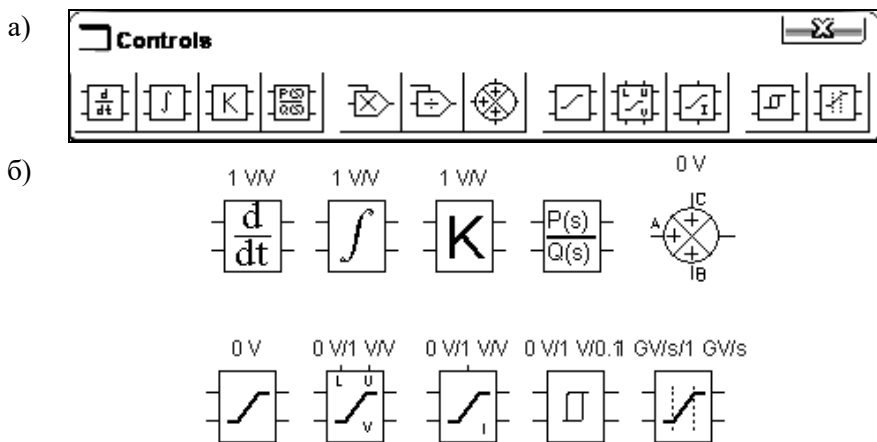 а)
Controls
d/dt ∫ K P(S)/Q(S) × ÷ + + + + L U V I
б)
1 V/V 1 V/V 1 V/V 0 V
d/dt ∫ K P(s)/Q(s) A + + + + C B
0 V 0 V/1 V/V 0 V/1 V/V 0 V/1 V/0.1 1 GV/s/1 GV/s
L U V I